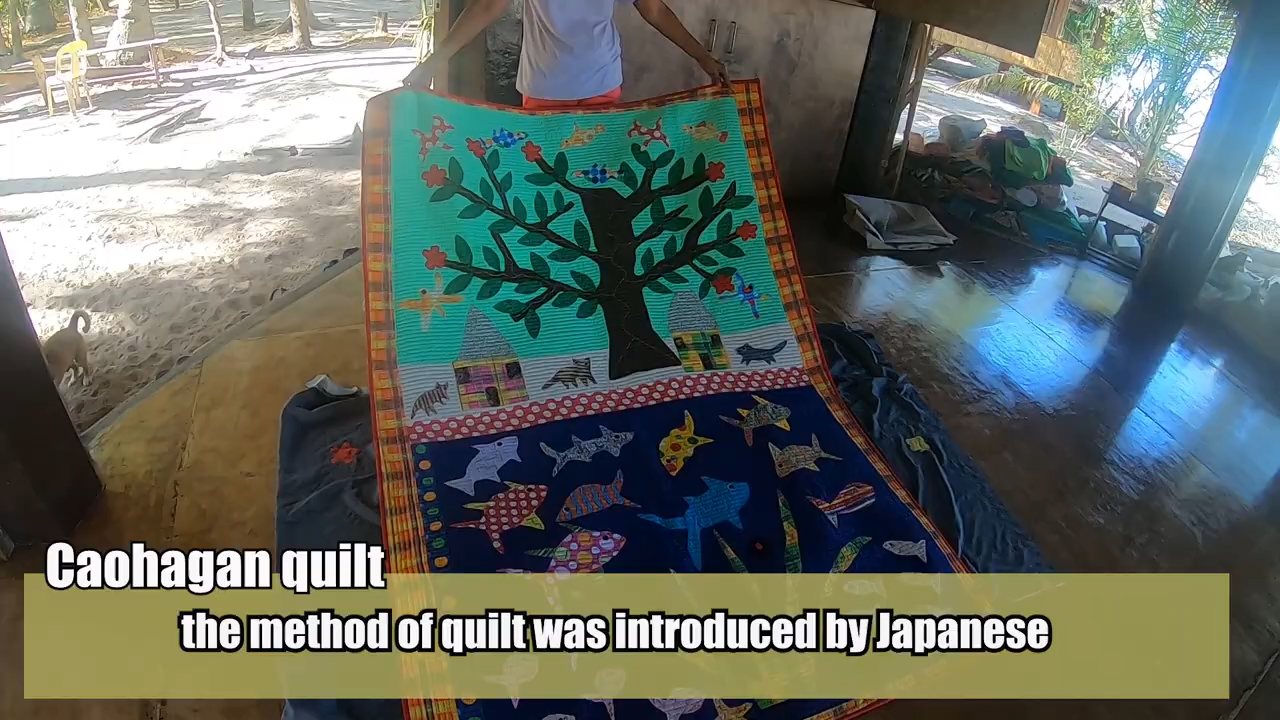 Caohagan quilt
the method of quilt was introduced by Japanese